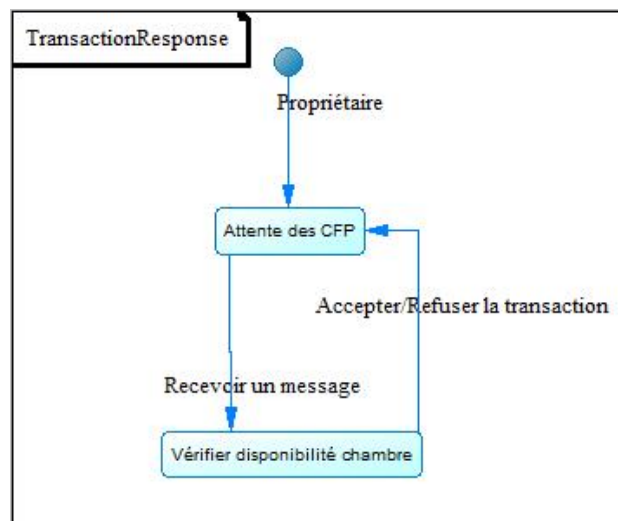 TransactionResponse
Propriétaire
Attente des CFP
Accepter/Refuser la transaction
Recevoir un message
Vérifier disponibilité chambre